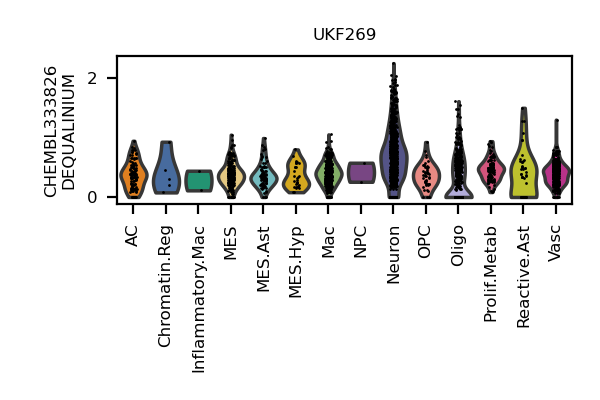 UKF269
CHEMBL333826
DEQUALINIUM
2
0
AC
Chromatin.Reg
Inflammatory.Mac
MES
MES.Ast
MES.Hyp
Mac
NPC
Neuron
OPC
Oligo
Prolif.Metab
Reactive.Ast
Vasc